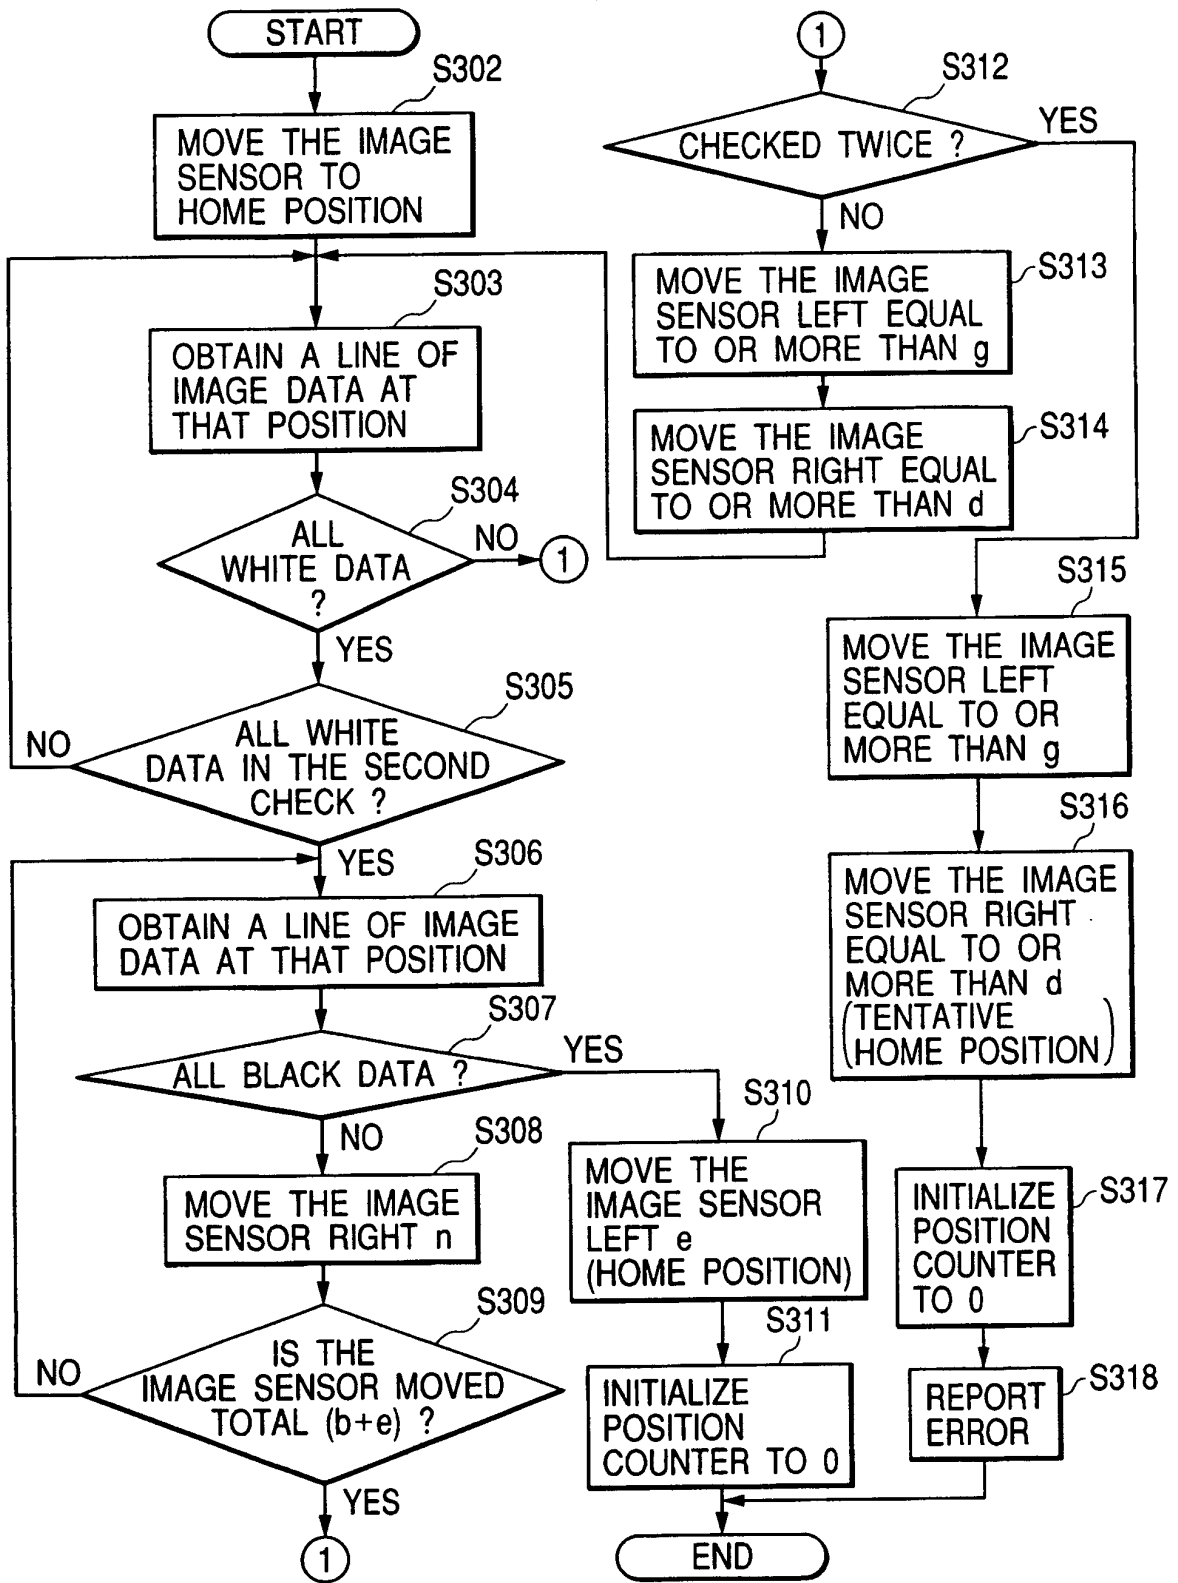 START
S302
MOVE THE IMAGE
SENSOR TO
HOME POSITION
S303
OBTAIN A LINE OF
IMAGE DATA AT
THAT POSITION
S304
ALL
WHITE DATA
?
NO
1
YES
S305
ALL WHITE
DATA IN THE SECOND
CHECK ?
NO
YES
S306
OBTAIN A LINE OF IMAGE
DATA AT THAT POSITION
S307
ALL BLACK DATA ?
YES
NO
S308
MOVE THE IMAGE
SENSOR RIGHT n
S309
IS THE
IMAGE SENSOR MOVED
TOTAL (b+e) ?
NO
YES
1
S310
MOVE THE
IMAGE SENSOR
LEFT e
(HOME POSITION)
S311
INITIALIZE
POSITION
COUNTER TO 0
END
1
S312
CHECKED TWICE ?
YES
NO
S313
MOVE THE IMAGE
SENSOR LEFT EQUAL
TO OR MORE THAN g
S314
MOVE THE IMAGE
SENSOR RIGHT EQUAL
TO OR MORE THAN d
S315
MOVE THE IMAGE
SENSOR LEFT
EQUAL TO OR
MORE THAN g
S316
MOVE THE IMAGE
SENSOR RIGHT
EQUAL TO OR
MORE THAN d
(TENTATIVE
HOME POSITION)
S317
INITIALIZE
POSITION
COUNTER
TO 0
S318
REPORT
ERROR